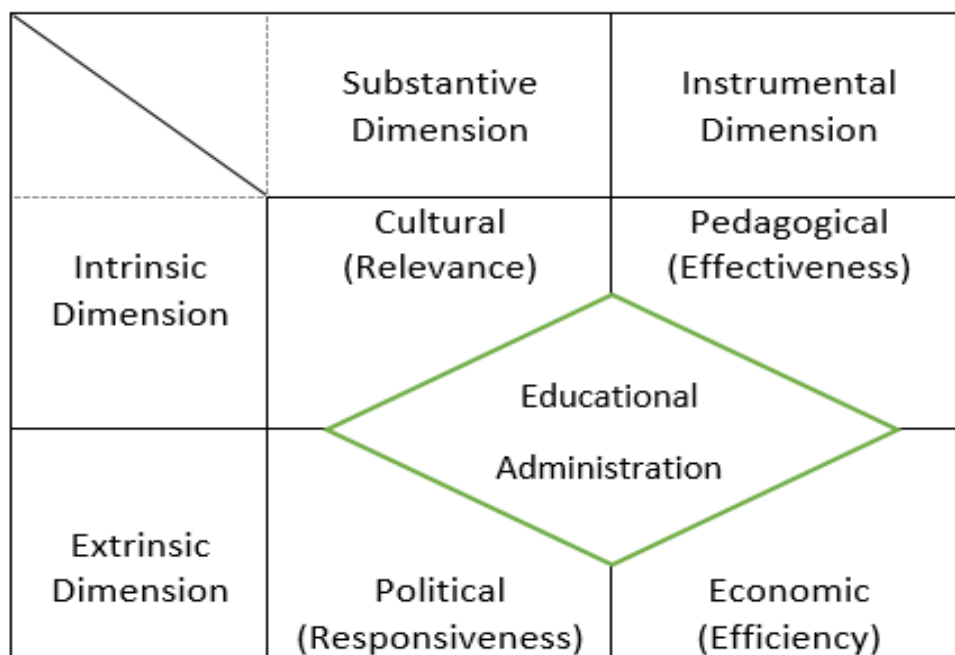 Substantive
Dimension
Instrumental
Dimension
Intrinsic
Dimension
Cultural
(Relevance)
Pedagogical
(Effectiveness)
Educational
Administration
Extrinsic
Dimension
Political
(Responsiveness)
Economic
(Efficiency)